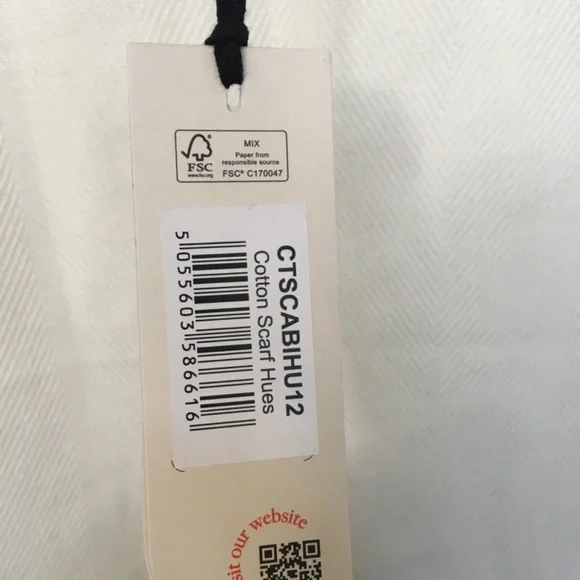 FSC®
www.fsc.org
MIX
Paper from
responsible source
FSC® C170047
CTSCABIHU12
Cotton Scarf Hues
5 055603 586616
our website